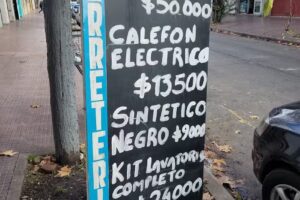 RRETERI
$50.000
CALEFON
ELECTRICO
$13500
SINTETICO
NEGRO $9000
KIT LAVATORIO
COMPLETO
$24000